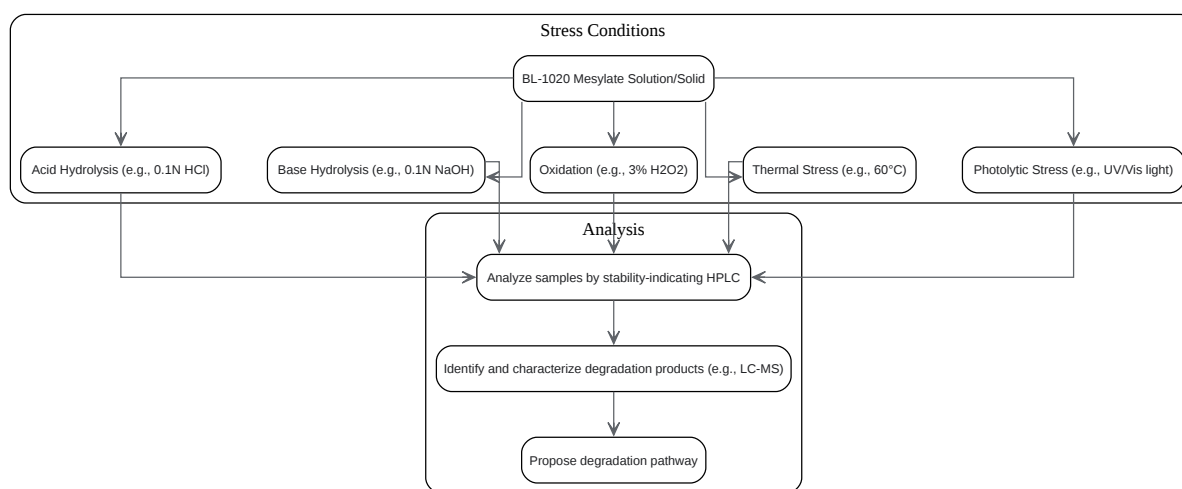 Stress Conditions
BL-1020 Mesylate Solution/Solid
Acid Hydrolysis (e.g., 0.1N HCl)
Base Hydrolysis (e.g., 0.1N NaOH)
Oxidation (e.g., 3% H2O2)
Thermal Stress (e.g., 60°C)
Photolytic Stress (e.g., UV/Vis light)
Analysis
Analyze samples by stability-indicating HPLC
Identify and characterize degradation products (e.g., LC-MS)
Propose degradation pathway